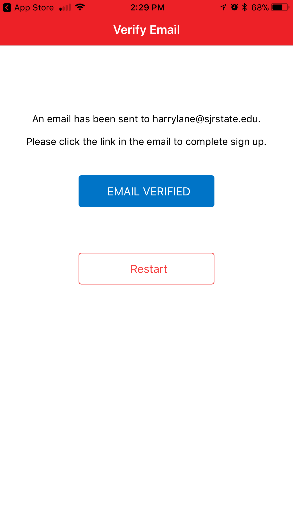 App Store 2:29 PM 68%
Verify Email
An email has been sent to harrylane@sjrstate.edu.
Please click the link in the email to complete sign up.
EMAIL VERIFIED
Restart